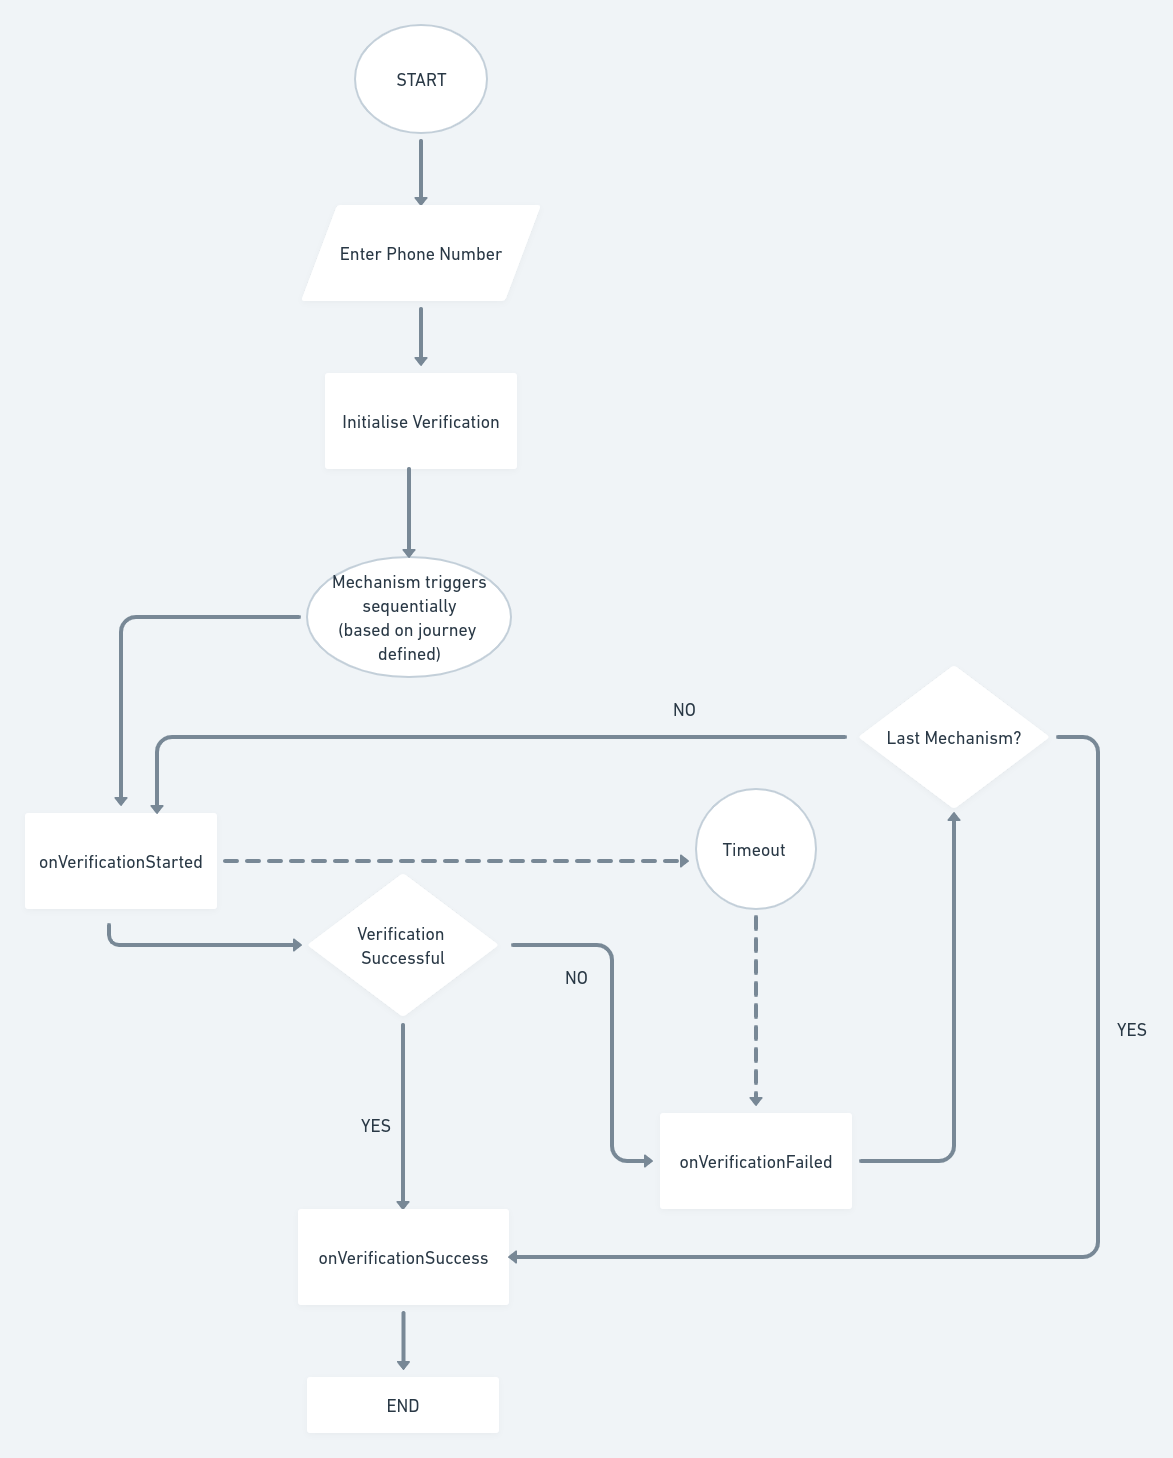 START
Enter Phone Number
Initialise Verification
Mechanism triggers
sequentially
(based on journey
defined)
NO
Last Mechanism?
onVerificationStarted
Timeout
Verification
Successful
NO
YES
YES
onVerificationFailed
onVerificationSuccess
END